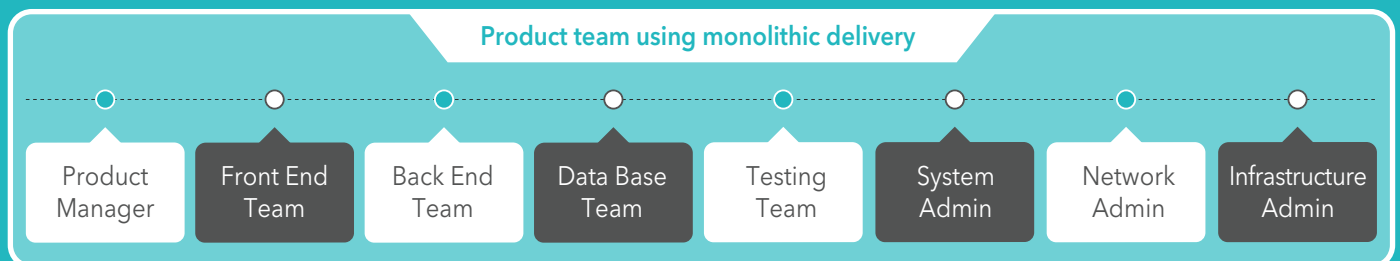 Product team using monolithic delivery
Product
Manager
Front End
Team
Back End
Team
Data Base
Team
Testing
Team
System
Admin
Network
Admin
Infrastructure
Admin